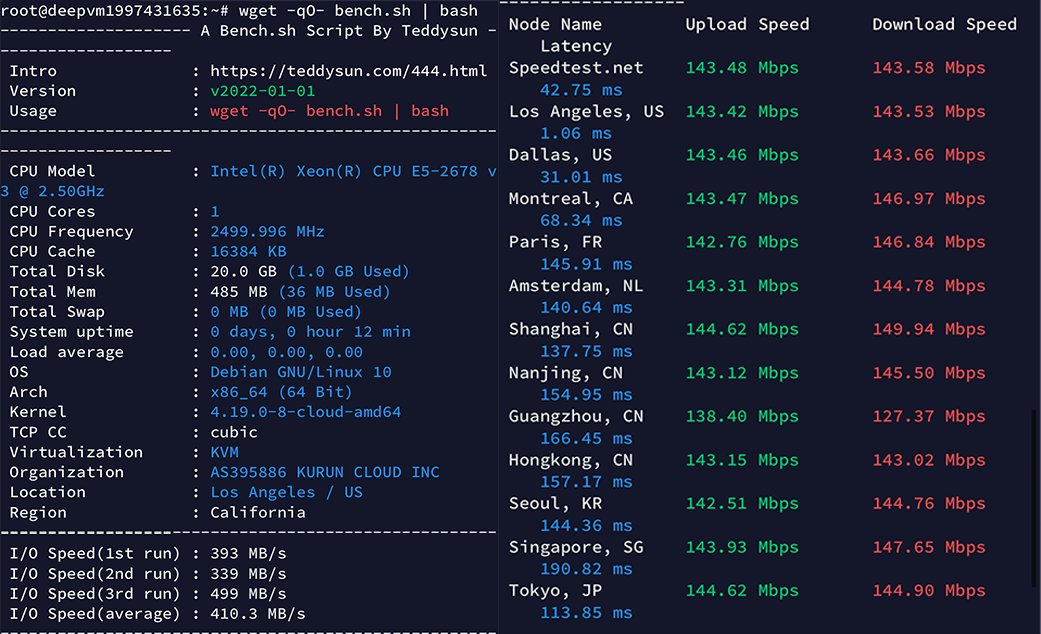 root@deepvm1997431635:~# wget -qO- bench.sh | bash
-------------------- A Bench.sh Script By Teddysun -
------------------
Intro : https://teddysun.com/444.html
Version : v2022-01-01
Usage : wget -qO- bench.sh | bash
----------------------------------------------------
------------------
CPU Model : Intel(R) Xeon(R) CPU E5-2678 v
3 @ 2.50GHz
CPU Cores : 1
CPU Frequency : 2499.996 MHz
CPU Cache : 16384 KB
Total Disk : 20.0 GB (1.0 GB Used)
Total Mem : 485 MB (36 MB Used)
Total Swap : 0 MB (0 MB Used)
System uptime : 0 days, 0 hour 12 min
Load average : 0.00, 0.00, 0.00
OS : Debian GNU/Linux 10
Arch : x86_64 (64 Bit)
Kernel : 4.19.0-8-cloud-amd64
TCP CC : cubic
Virtualization : KVM
Organization : AS395886 KURUN CLOUD INC
Location : Los Angeles / US
Region : California
----------------------------------------------------
I/O Speed(1st run) : 393 MB/s
I/O Speed(2nd run) : 339 MB/s
I/O Speed(3rd run) : 499 MB/s
I/O Speed(average) : 410.3 MB/s
----------------------------------------------------
------------------
Node Name Upload Speed Download Speed
Latency
Speedtest.net 143.48 Mbps 143.58 Mbps
42.75 ms
Los Angeles, US 143.42 Mbps 143.53 Mbps
1.06 ms
Dallas, US 143.46 Mbps 143.66 Mbps
31.01 ms
Montreal, CA 143.47 Mbps 146.97 Mbps
68.34 ms
Paris, FR 142.76 Mbps 146.84 Mbps
145.91 ms
Amsterdam, NL 143.31 Mbps 144.78 Mbps
140.64 ms
Shanghai, CN 144.62 Mbps 149.94 Mbps
137.75 ms
Nanjing, CN 143.12 Mbps 145.50 Mbps
154.95 ms
Guangzhou, CN 138.40 Mbps 127.37 Mbps
166.45 ms
Hongkong, CN 143.15 Mbps 143.02 Mbps
157.17 ms
Seoul, KR 142.51 Mbps 144.76 Mbps
144.36 ms
Singapore, SG 143.93 Mbps 147.65 Mbps
190.82 ms
Tokyo, JP 144.62 Mbps 144.90 Mbps
113.85 ms